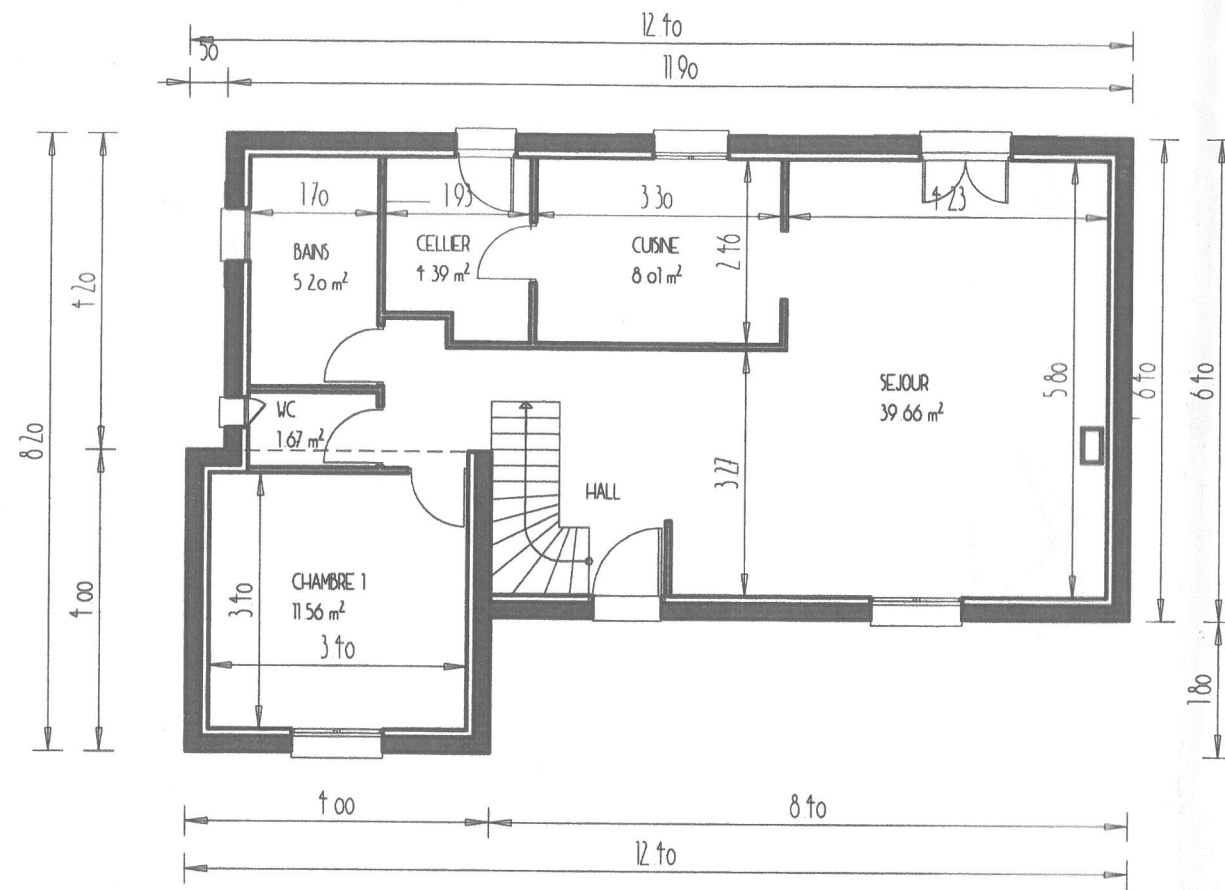 12.40
50
11.90
1.70
1.93
3.30
4.23
BAINS
5.20 m²
CELLIER
4.39 m²
CUISINE
8.01 m²
2.46
4.20
8.20
SEJOUR
39.66 m²
5.80
6.40
6.40
WC
1.67 m²
3.27
HALL
CHAMBRE 1
11.56 m²
3.40
3.40
4.00
1.80
4.00
8.40
12.40